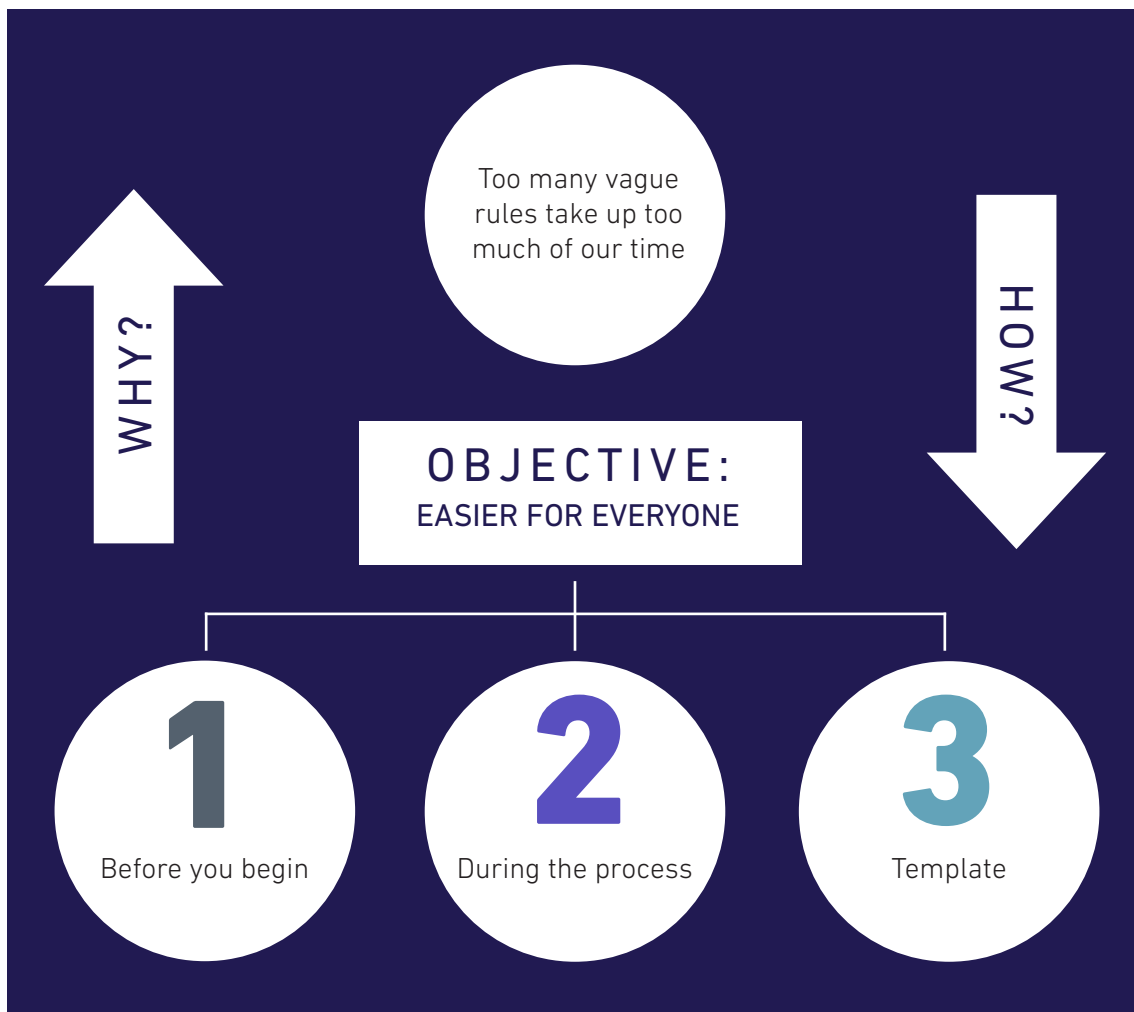 Too many vague
rules take up too
much of our time
WHY?
HOW?
OBJECTIVE:
EASIER FOR EVERYONE
1
Before you begin
2
During the process
3
Template